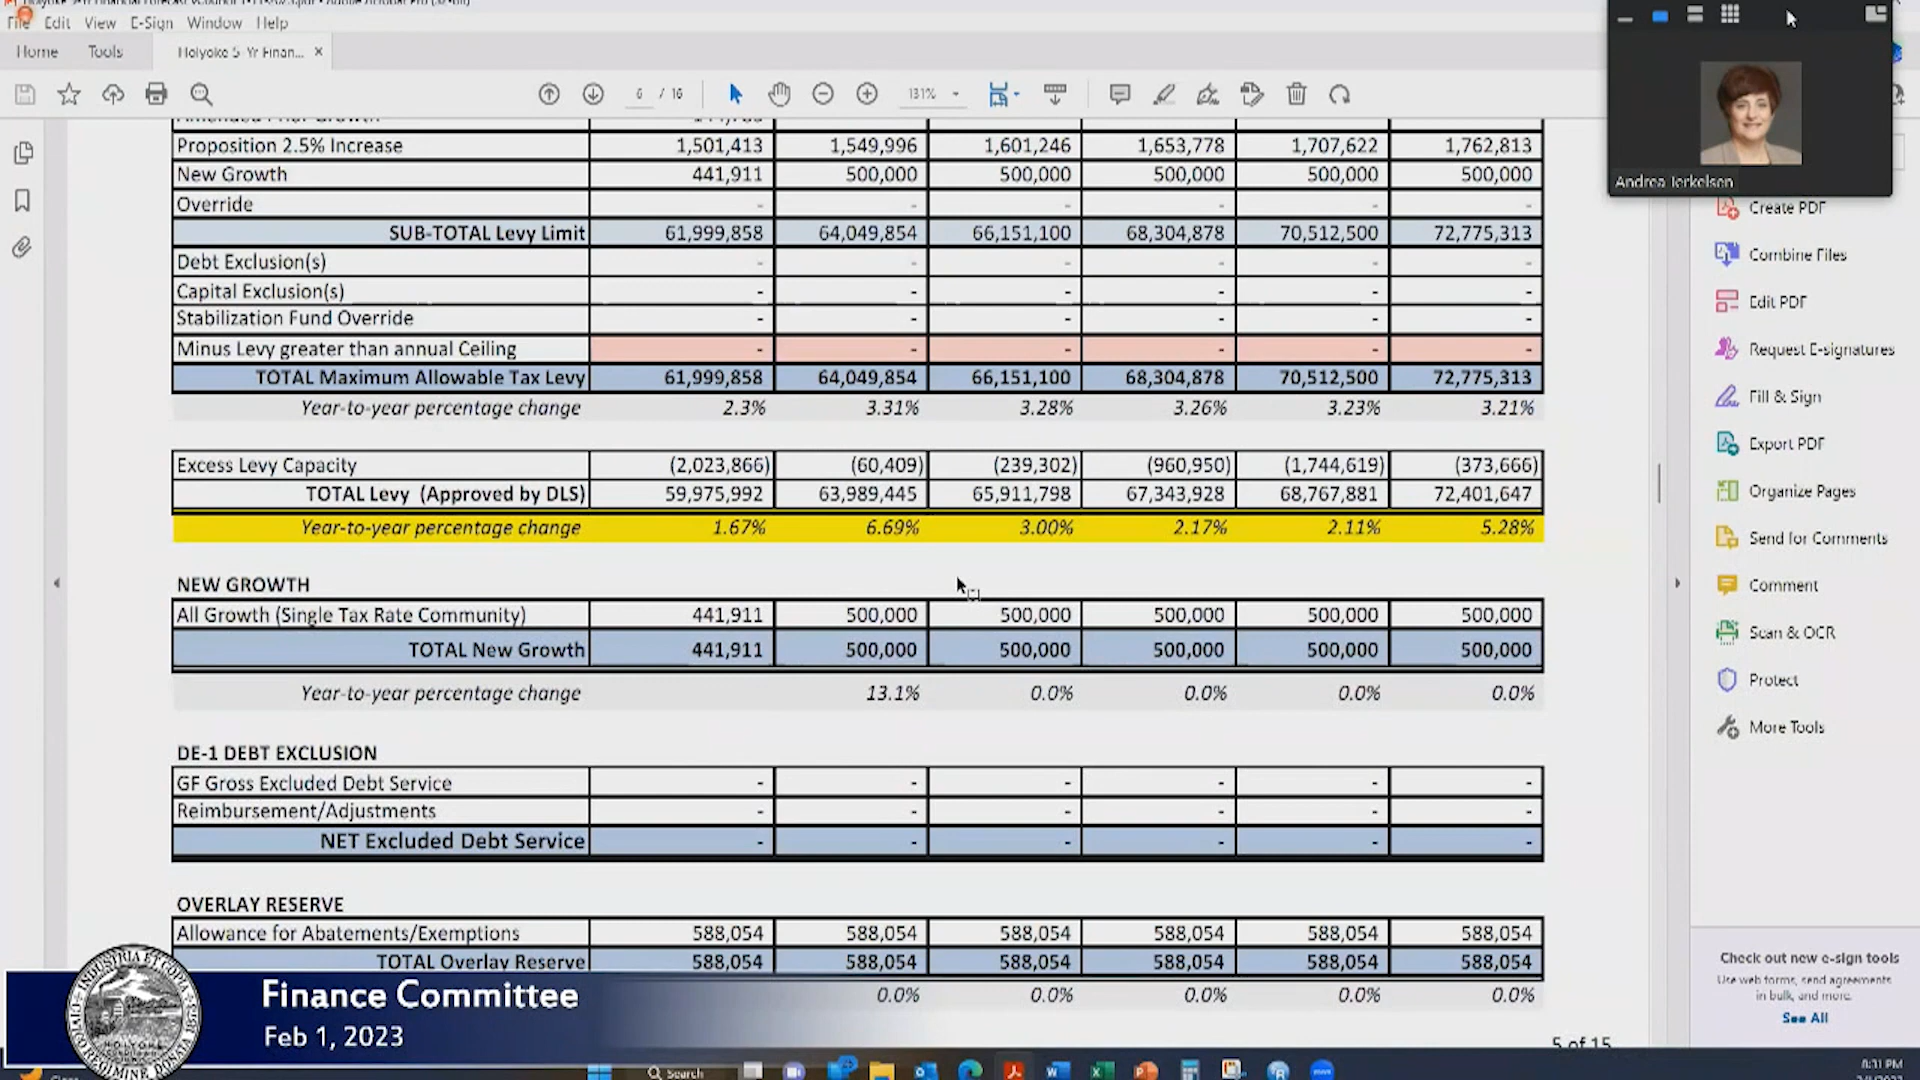 File Edit View E-Sign Window Help
Home Tools Holyoke 5-Yr Finan... ×
6 / 16 131%
Andrea Terkelsen
Proposition 2.5% Increase 1,501,413 1,549,996 1,601,246 1,653,778 1,707,622 1,762,813
New Growth 441,911 500,000 500,000 500,000 500,000 500,000
Override - - - - - -
SUB-TOTAL Levy Limit 61,999,858 64,049,854 66,151,100 68,304,878 70,512,500 72,775,313
Debt Exclusion(s) - - - - - -
Capital Exclusion(s) - - - - - -
Stabilization Fund Override - - - - - -
Minus Levy greater than annual Ceiling - - - - - -
TOTAL Maximum Allowable Tax Levy 61,999,858 64,049,854 66,151,100 68,304,878 70,512,500 72,775,313
Year-to-year percentage change 2.3% 3.31% 3.28% 3.26% 3.23% 3.21%
Excess Levy Capacity (2,023,866) (60,409) (239,302) (960,950) (1,744,619) (373,666)
TOTAL Levy (Approved by DLS) 59,975,992 63,989,445 65,911,798 67,343,928 68,767,881 72,401,647
Year-to-year percentage change 1.67% 6.69% 3.00% 2.17% 2.11% 5.28%
NEW GROWTH
All Growth (Single Tax Rate Community) 441,911 500,000 500,000 500,000 500,000 500,000
TOTAL New Growth 441,911 500,000 500,000 500,000 500,000 500,000
Year-to-year percentage change 13.1% 0.0% 0.0% 0.0% 0.0%
DE-1 DEBT EXCLUSION
GF Gross Excluded Debt Service - - - - - -
Reimbursement/Adjustments - - - - - -
NET Excluded Debt Service - - - - - -
OVERLAY RESERVE
Allowance for Abatements/Exemptions 588,054 588,054 588,054 588,054 588,054 588,054
TOTAL Overlay Reserve 588,054 588,054 588,054 588,054 588,054 588,054
0.0% 0.0% 0.0% 0.0% 0.0%
5 of 15
Create PDF
Combine Files
Edit PDF
Request E-signatures
Fill & Sign
Export PDF
Organize Pages
Send for Comments
Comment
Scan & OCR
Protect
More Tools
Check out new e-sign tools
Use web forms, send agreements
in bulk, and more.
See All
Finance Committee
Feb 1, 2023
Search
8:31 PM